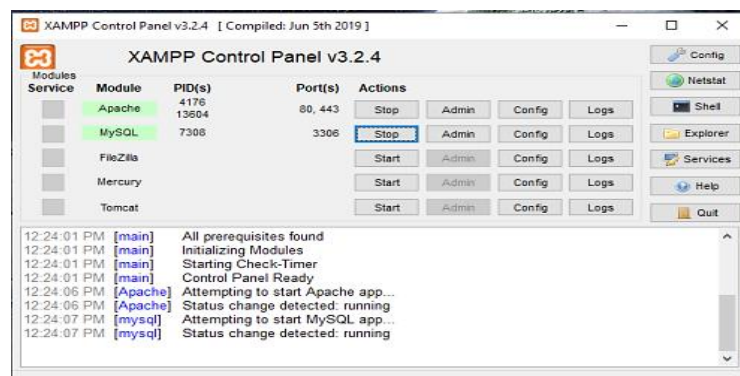 XAMPP Control Panel v3.2.4 [ Compiled: Jun 5th 2019 ]
XAMPP Control Panel v3.2.4
Config
Modules
Service Module PID(s) Port(s) Actions
Netstat
Apache 4176 13604 80, 443 Stop Admin Config Logs
Shell
MySQL 7308 3306 Stop Admin Config Logs
Explorer
FileZilla Start Admin Config Logs
Services
Mercury Start Admin Config Logs
Help
Tomcat Start Admin Config Logs
Quit
12:24:01 PM [main] All prerequisites found
12:24:01 PM [main] Initializing Modules
12:24:01 PM [main] Starting Check-Timer
12:24:01 PM [main] Control Panel Ready
12:24:06 PM [Apache] Attempting to start Apache app...
12:24:06 PM [Apache] Status change detected: running
12:24:07 PM [mysql] Attempting to start MySQL app...
12:24:07 PM [mysql] Status change detected: running